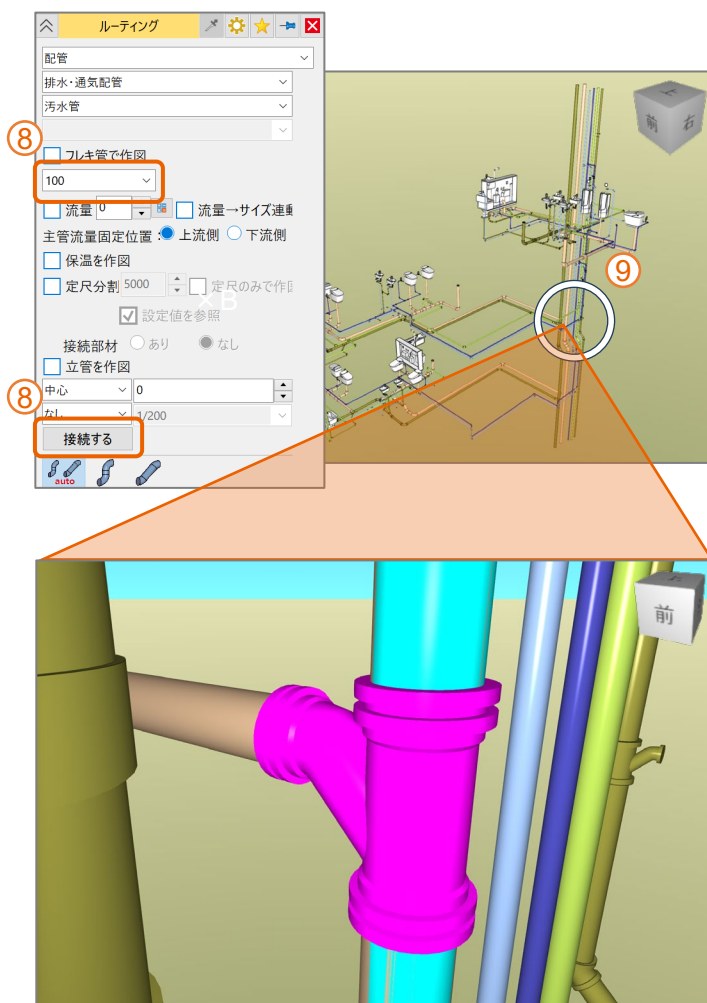 ルーティング
配管
排水・通気配管
汚水管
⑧
フレキ管で作図
100
流量 0 流量→サイズ連動
主管流量固定位置： 上流側 下流側
保温を作図
定尺分割 5000 定尺のみで作図
× B
設定値を参照
接続部材 あり なし
立管を作図
⑧
中心 0
なし 1/200
接続する
auto
上
前 右
⑨
上
前